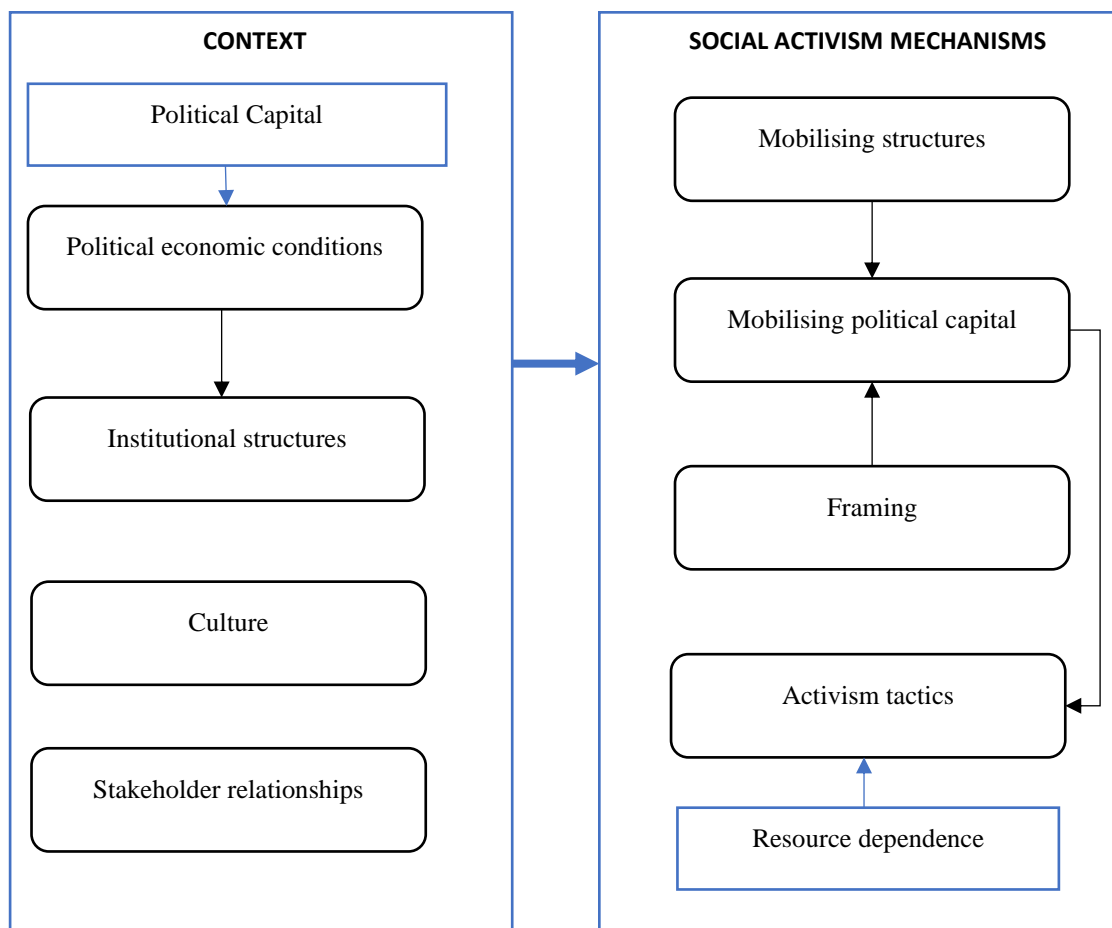 CONTEXT
Political Capital
Political economic conditions
Institutional structures
Culture
Stakeholder relationships
SOCIAL ACTIVISM MECHANISMS
Mobilising structures
Mobilising political capital
Framing
Activism tactics
Resource dependence